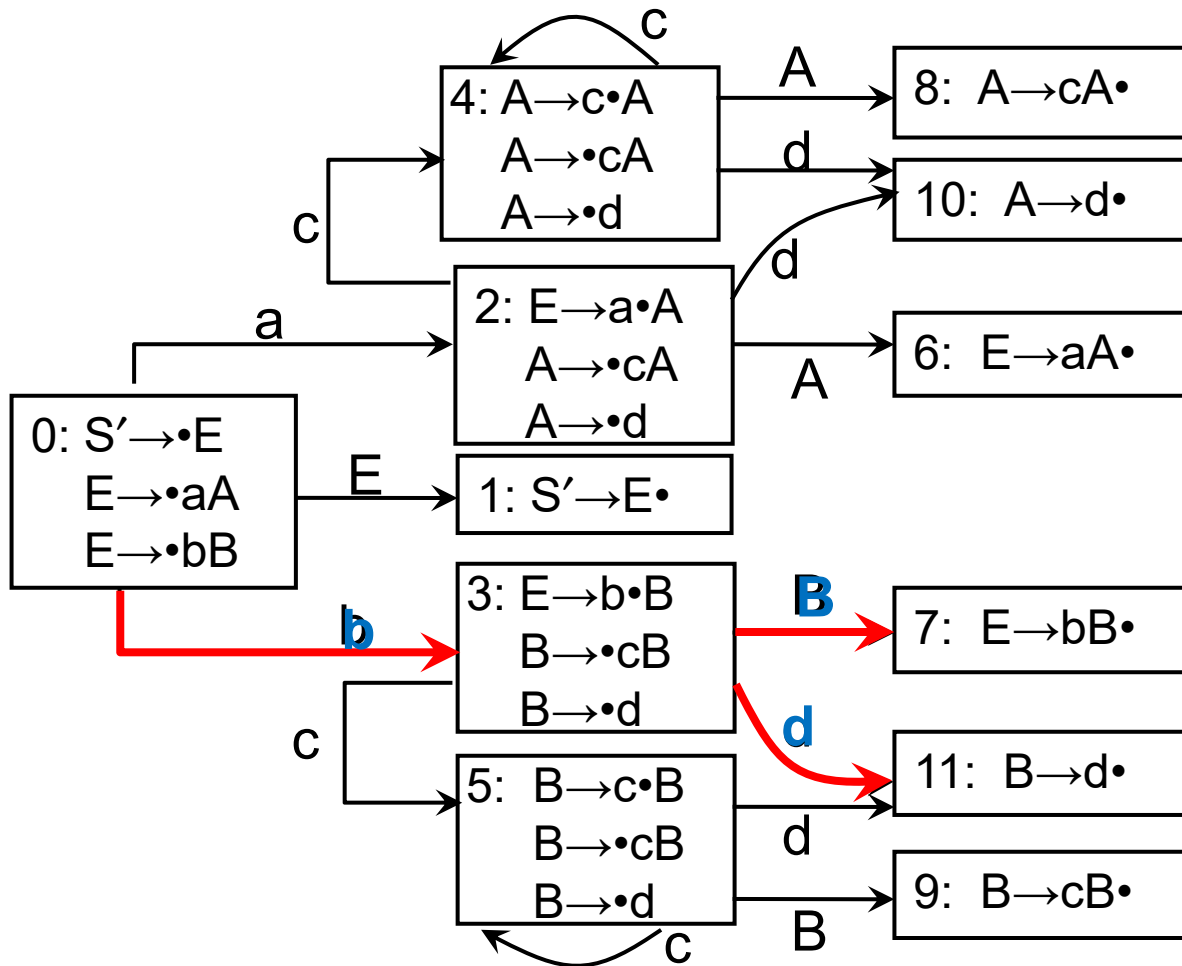 c
4: A→c•A
A→•cA
A→•d
A
8: A→cA•
d
10: A→d•
c
d
2: E→a•A
A→•cA
A→•d
a
A
6: E→aA•
0: S′→•E
E→•aA
E→•bB
E
1: S′→E•
b
3: E→b•B
B→•cB
B→•d
B
7: E→bB•
d
11: B→d•
c
5: B→c•B
B→•cB
B→•d
d
9: B→cB•
B
c